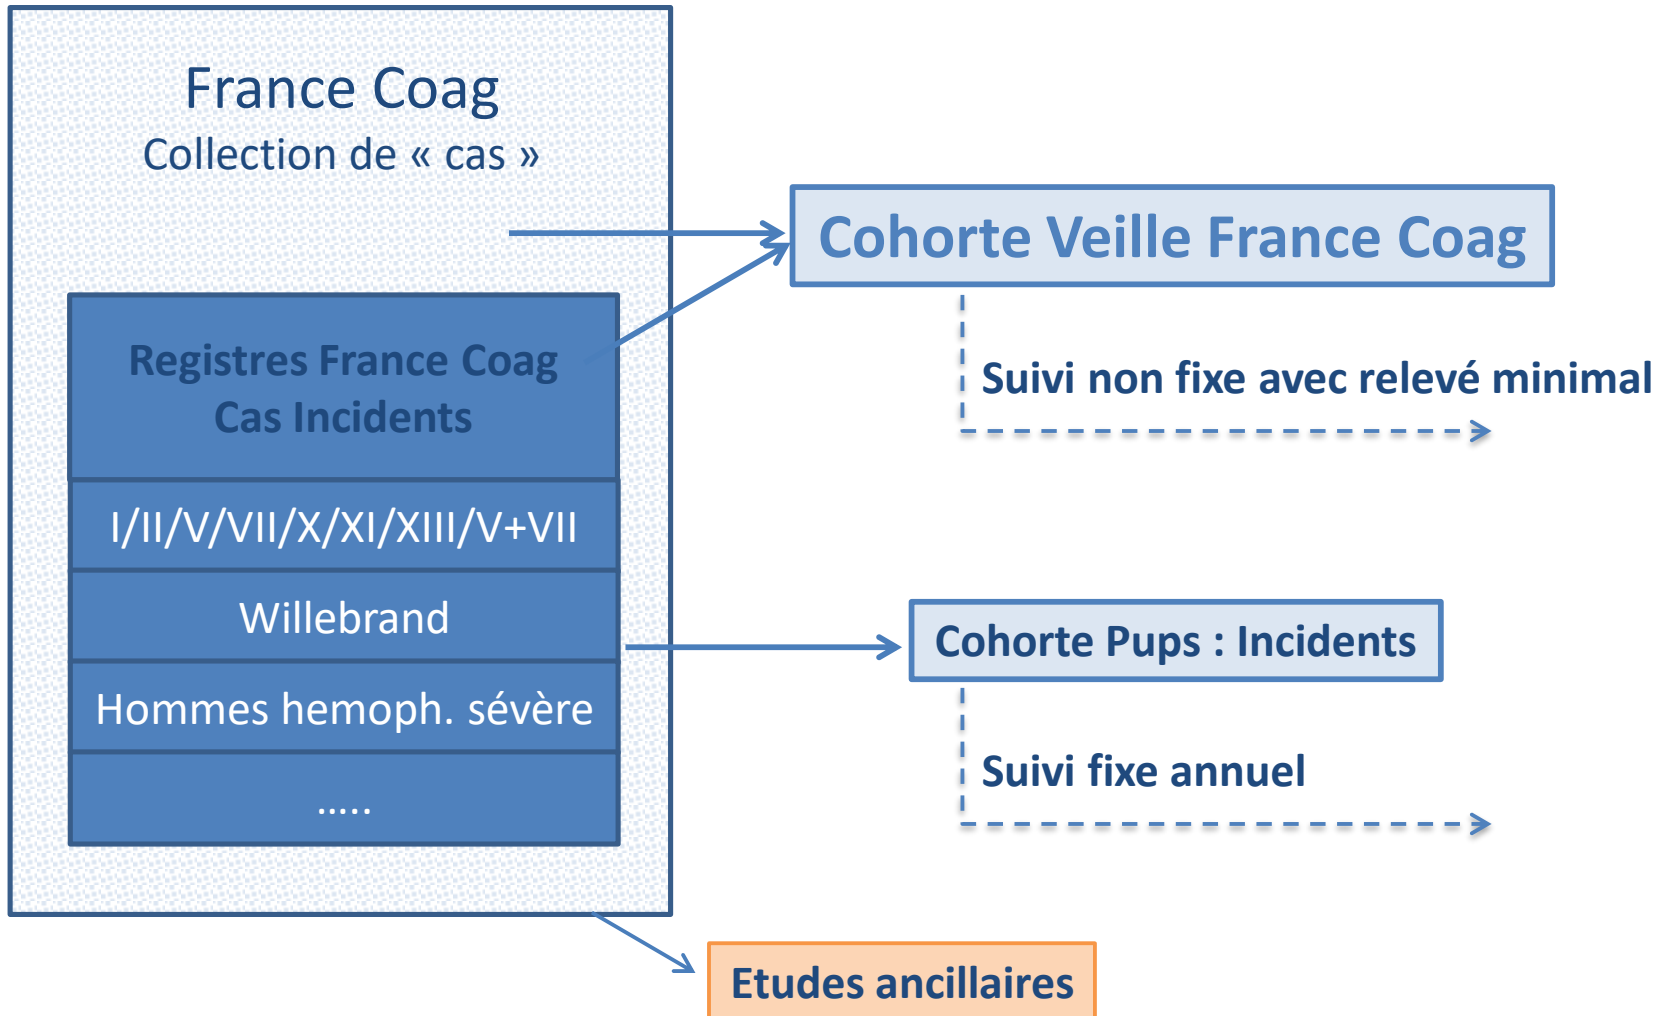 France Coag
Collection de « cas »
Cohorte Veille France Coag
Registres France Coag
Cas Incidents
Suivi non fixe avec relevé minimal
I/II/V/VII/X/XI/XIII/V+VII
Willebrand
Cohorte Pups : Incidents
Hommes hemoph. sévère
Suivi fixe annuel
…..
Etudes ancillaires